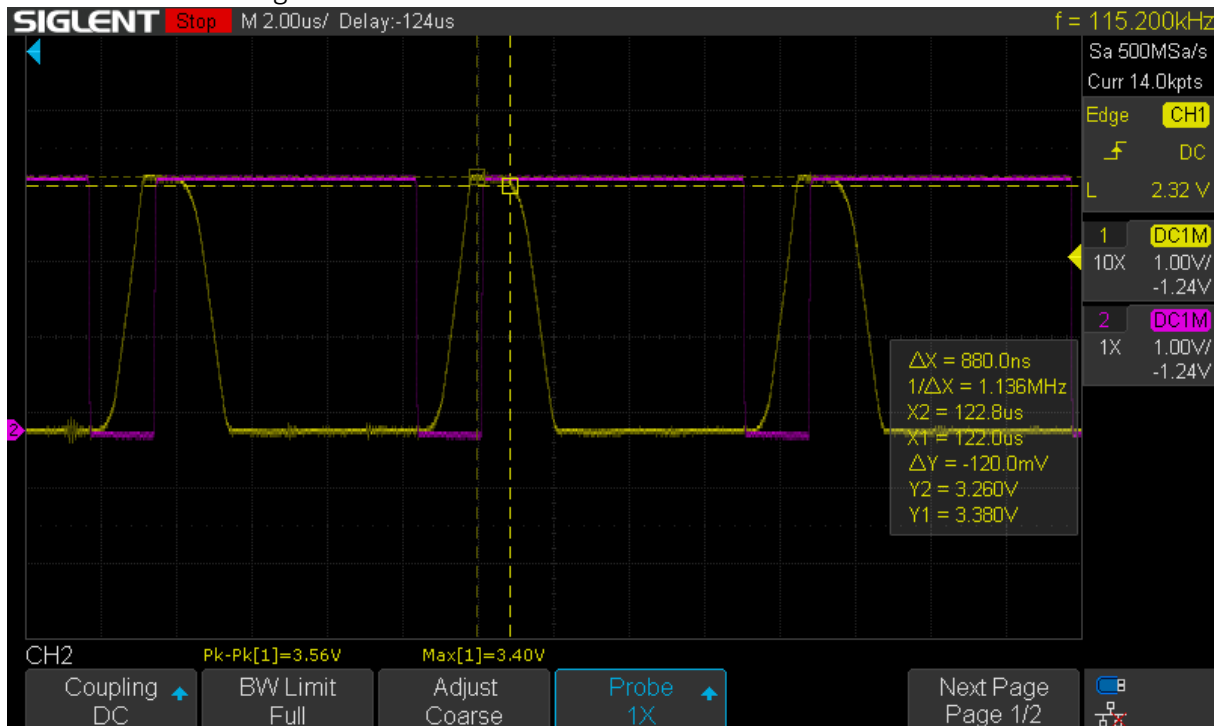 SIGLENT Stop M 2.00us/ Delay:-124us f = 115.200kHz
Sa 500MSa/s
Curr 14.0kpts
Edge CH1
DC
L 2.32 V
1 DC1M
10X 1.00V/
-1.24V
2 DC1M
1X 1.00V/
-1.24V
2
△X = 880.0ns
1/△X = 1.136MHz
X2 = 122.8us
X1 = 122.0us
△Y = -120.0mV
Y2 = 3.260V
Y1 = 3.380V
CH2 Pk-Pk[1]=3.56V Max[1]=3.40V
Coupling BW Limit Adjust Probe Next Page
DC Full Coarse 1X Page 1/2